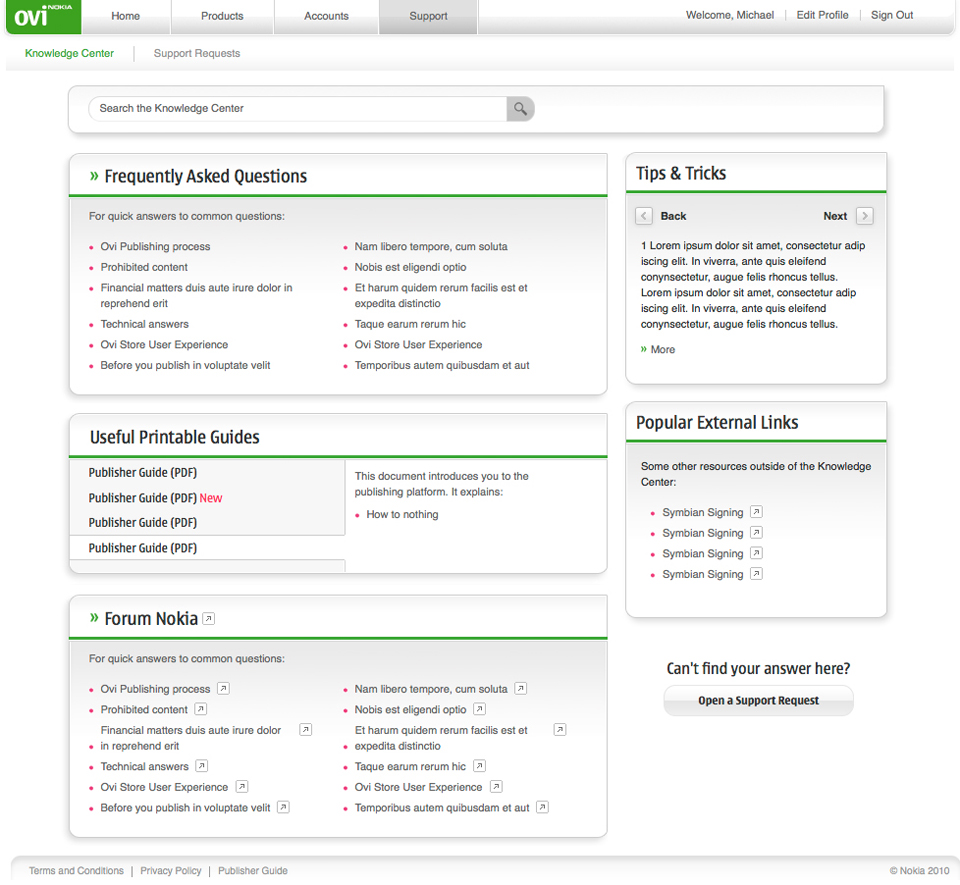 ovi NOKIA
Home
Products
Accounts
Support
Welcome, Michael
Edit Profile
Sign Out
Knowledge Center
Support Requests
Search the Knowledge Center
» Frequently Asked Questions
For quick answers to common questions:
Ovi Publishing process
Prohibited content
Financial matters duis aute irure dolor in
reprehend erit
Technical answers
Ovi Store User Experience
Before you publish in voluptate velit
Nam libero tempore, cum soluta
Nobis est eligendi optio
Et harum quidem rerum facilis est et
expedita distinctio
Taque earum rerum hic
Ovi Store User Experience
Temporibus autem quibusdam et aut
Tips & Tricks
Back
Next
1 Lorem ipsum dolor sit amet, consectetur adip
iscing elit. In viverra, ante quis eleifend
conynsectetur, augue felis rhoncus tellus.
Lorem ipsum dolor sit amet, consectetur adip
iscing elit. In viverra, ante quis eleifend
conynsectetur, augue felis rhoncus tellus.
» More
Useful Printable Guides
Publisher Guide (PDF)
Publisher Guide (PDF) New
Publisher Guide (PDF)
Publisher Guide (PDF)
This document introduces you to the
publishing platform. It explains:
How to nothing
Popular External Links
Some other resources outside of the Knowledge
Center:
Symbian Signing
Symbian Signing
Symbian Signing
Symbian Signing
» Forum Nokia
For quick answers to common questions:
Ovi Publishing process
Prohibited content
Financial matters duis aute irure dolor
in reprehend erit
Technical answers
Ovi Store User Experience
Before you publish in voluptate velit
Nam libero tempore, cum soluta
Nobis est eligendi optio
Et harum quidem rerum facilis est et
expedita distinctio
Taque earum rerum hic
Ovi Store User Experience
Temporibus autem quibusdam et aut
Can't find your answer here?
Open a Support Request
Terms and Conditions | Privacy Policy | Publisher Guide
© Nokia 2010